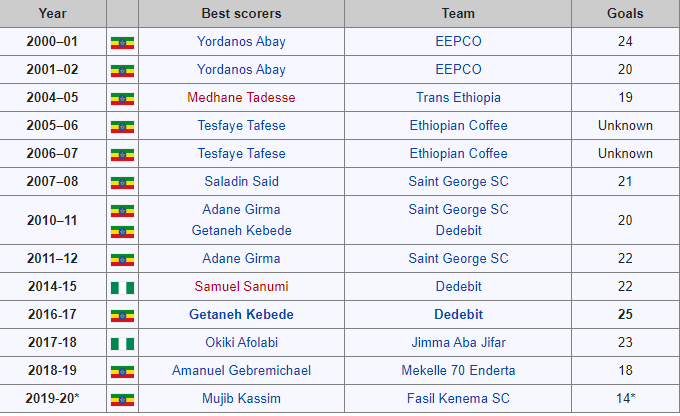 Year Best scorers Team Goals
2000–01 Yordanos Abay EEPCO 24
2001–02 Yordanos Abay EEPCO 20
2004–05 Medhane Tadesse Trans Ethiopia 19
2005–06 Tesfaye Tafese Ethiopian Coffee Unknown
2006–07 Tesfaye Tafese Ethiopian Coffee Unknown
2007–08 Saladin Said Saint George SC 21
2010–11 Adane Girma Saint George SC 20
Getaneh Kebede Dedebit
2011–12 Adane Girma Saint George SC 22
2014-15 Samuel Sanumi Dedebit 22
2016-17 Getaneh Kebede Dedebit 25
2017-18 Okiki Afolabi Jimma Aba Jifar 23
2018-19 Amanuel Gebremichael Mekelle 70 Enderta 18
2019-20* Mujib Kassim Fasil Kenema SC 14*